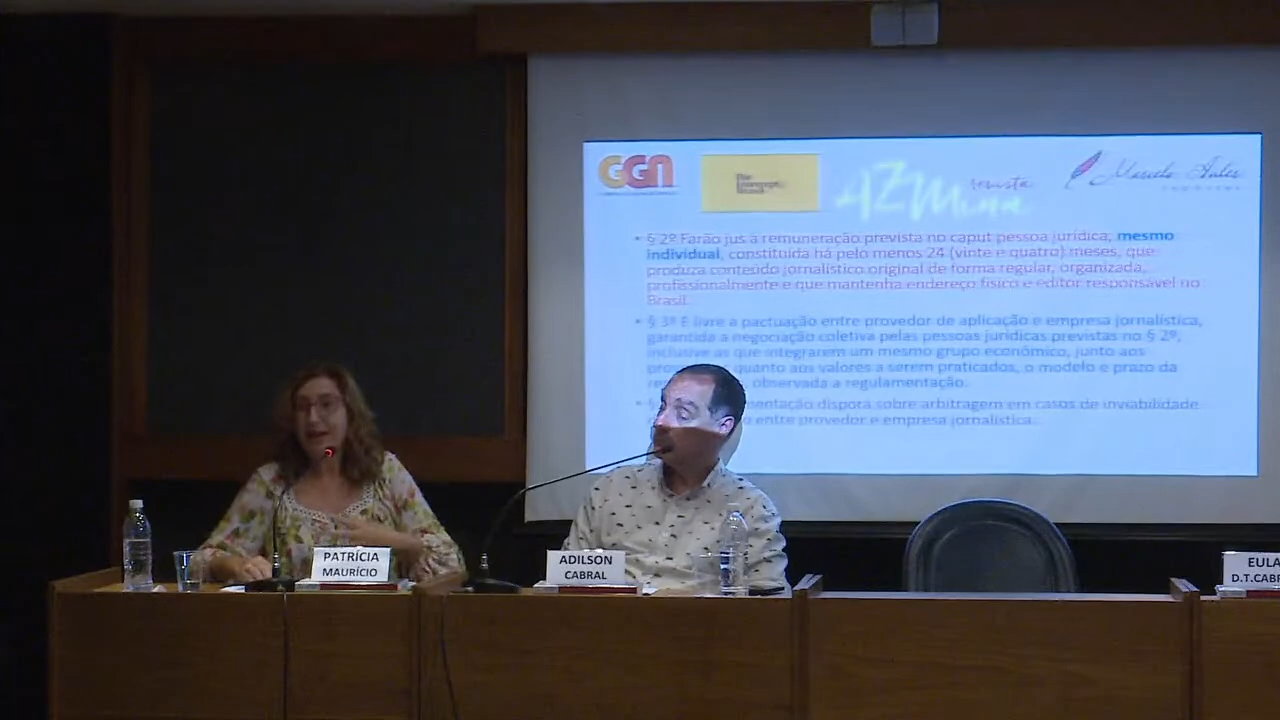 GGN
AZMina
revista
• § 2º Farão jus à remuneração prevista no caput pessoa jurídica, mesmo
individual, constituída há pelo menos 24 (vinte e quatro) meses, que
produza conteúdo jornalístico original de forma regular, organizada,
profissionalmente e que mantenha endereço físico e editor responsável no
Brasil.
• § 3º É livre a pactuação entre provedor de aplicação e empresa jornalística,
garantida a negociação coletiva pelas pessoas jurídicas previstas no § 2º,
inclusive as que integrarem um mesmo grupo econômico, junto aos
quanto aos valores a serem praticados, o modelo e prazo da
observada a regulamentação.
disporá sobre arbitragem em casos de inviabilidade
entre provedor e empresa jornalística.
PATRÍCIA
MAURÍCIO
ADILSON
CABRAL
EULA
D.T.CABR